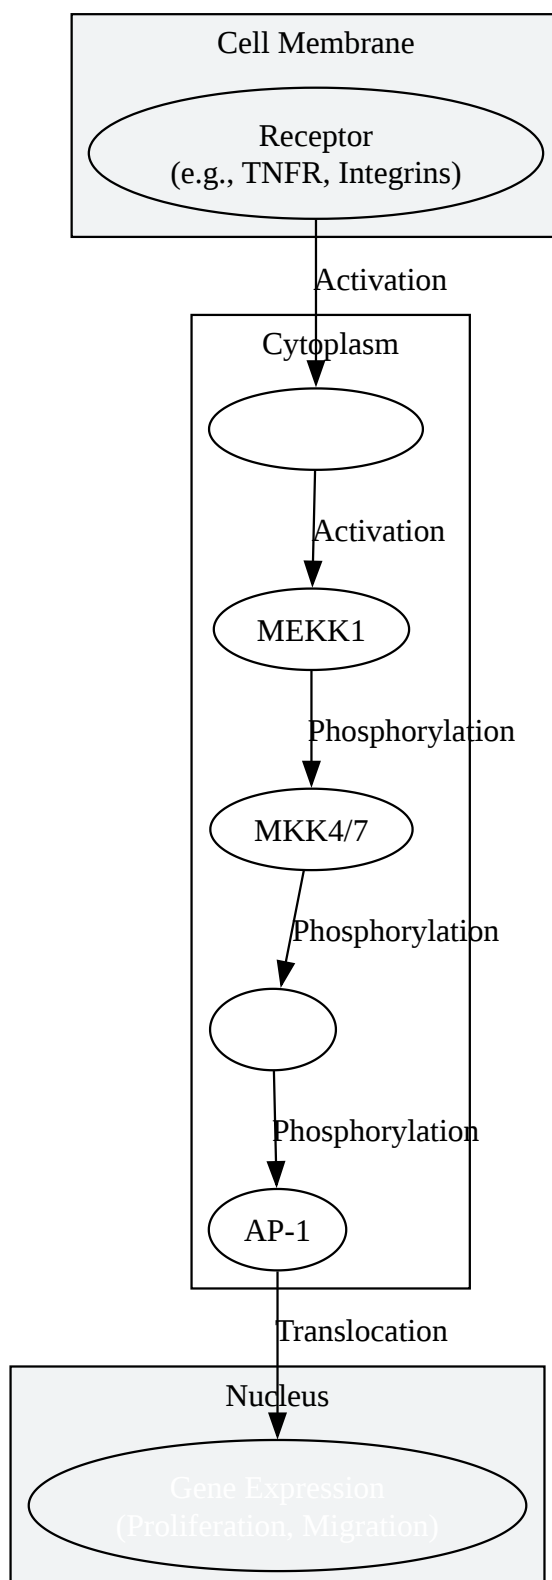 Cell Membrane
Receptor
(e.g., TNFR, Integrins)
Activation
Cytoplasm
Activation
MEKK1
Phosphorylation
MKK4/7
Phosphorylation
Phosphorylation
AP-1
Translocation
Nucleus
Gene Expression
(Proliferation, Migration)